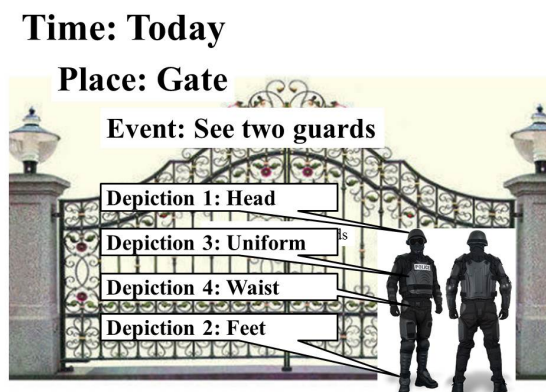 Time: Today
Place: Gate
Event: See two guards
Depiction 1: Head
Depiction 3: Uniform
Depiction 4: Waist
Depiction 2: Feet
POLICE